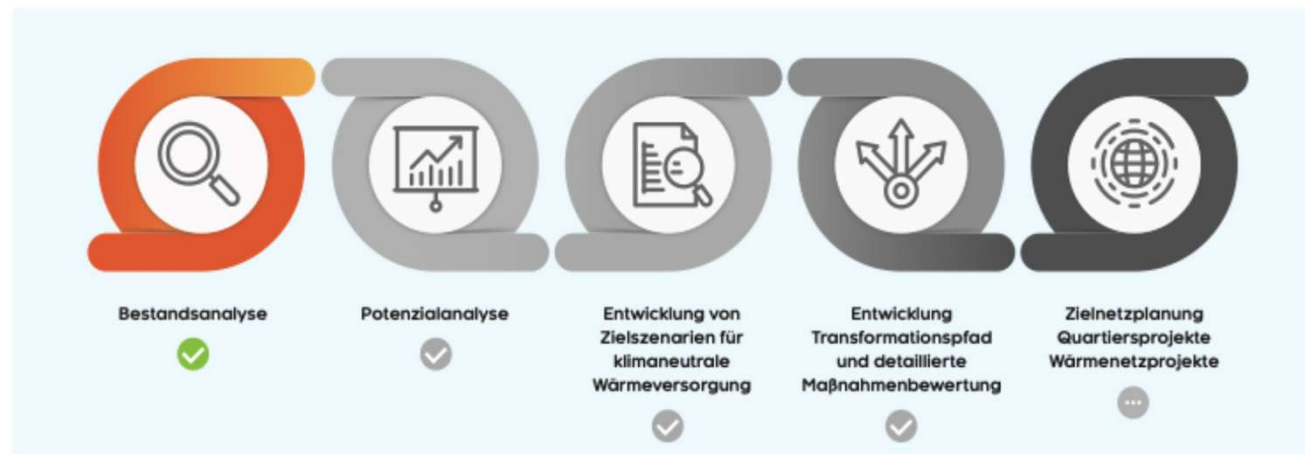 Bestandsanalyse
Potenzialanalyse
Entwicklung von
Zielszenarien für
klimaneutrale
Wärmeversorgung
Entwicklung
Transformationspfad
und detaillierte
Maßnahmenbewertung
Zielnetzplanung
Quartiersprojekte
Wärmenetzprojekte